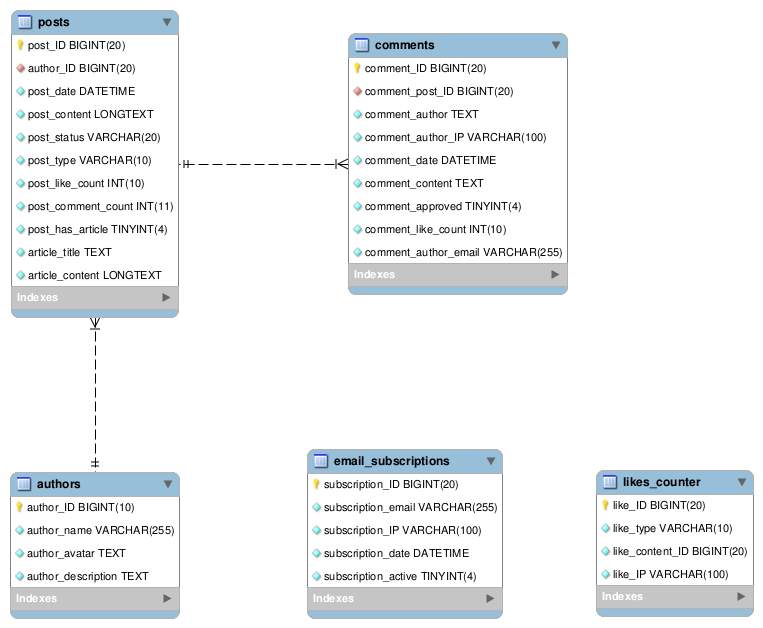 posts
post_ID BIGINT(20)
author_ID BIGINT(20)
post_date DATETIME
post_content LONGTEXT
post_status VARCHAR(20)
post_type VARCHAR(10)
post_like_count INT(10)
post_comment_count INT(11)
post_has_article TINYINT(4)
article_title TEXT
article_content LONGTEXT
Indexes
comments
comment_ID BIGINT(20)
comment_post_ID BIGINT(20)
comment_author TEXT
comment_author_IP VARCHAR(100)
comment_date DATETIME
comment_content TEXT
comment_approved TINYINT(4)
comment_like_count INT(10)
comment_author_email VARCHAR(255)
Indexes
authors
author_ID BIGINT(10)
author_name VARCHAR(255)
author_avatar TEXT
author_description TEXT
Indexes
email_subscriptions
subscription_ID BIGINT(20)
subscription_email VARCHAR(255)
subscription_IP VARCHAR(100)
subscription_date DATETIME
subscription_active TINYINT(4)
Indexes
likes_counter
like_ID BIGINT(20)
like_type VARCHAR(10)
like_content_ID BIGINT(20)
like_IP VARCHAR(100)
Indexes